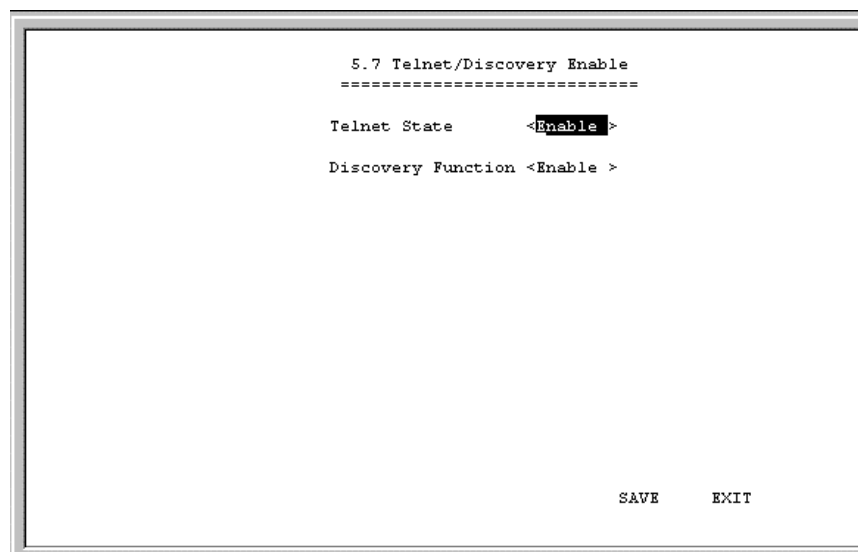 5.7 Telnet/Discovery Enable
=============================
Telnet State <Enable >
Discovery Function <Enable >
SAVE EXIT